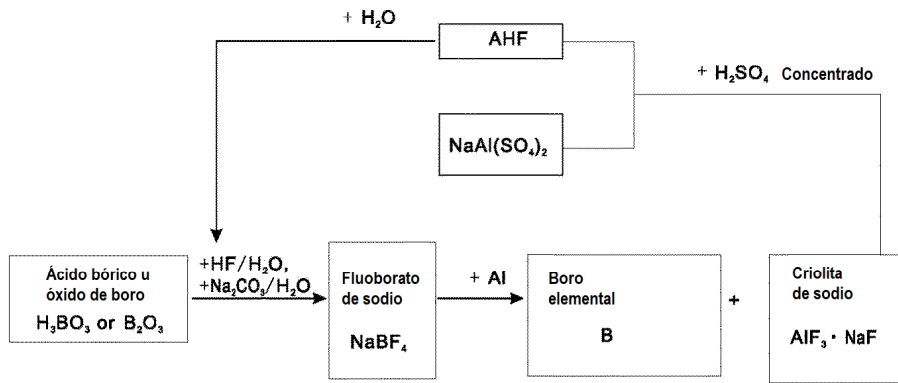 + H₂O
AHF
+ H₂SO₄ Concentrado
NaAl(SO₄)₂
Ácido bórico u
óxido de boro
H₃BO₃ or B₂O₃
+HF/H₂O,
+Na₂CO₃/H₂O
Fluoborato
de sodio
NaBF₄
+ Al
Boro
elemental
B
+
Criolita
de sodio
AlF₃ · NaF